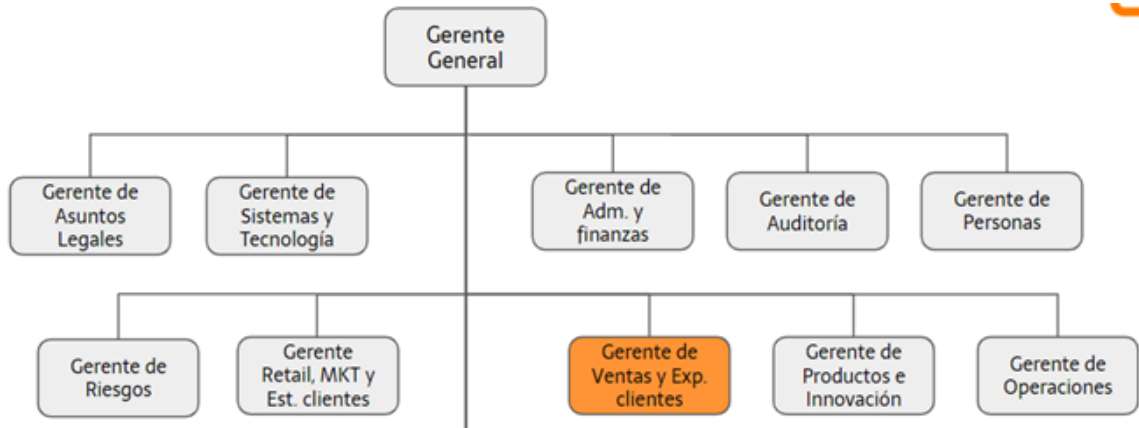 Gerente
General
Gerente de
Asuntos
Legales
Gerente de
Sistemas y
Tecnología
Gerente de
Adm. y
finanzas
Gerente de
Auditoría
Gerente de
Personas
Gerente de
Riesgos
Gerente
Retail, MKT y
Est. clientes
Gerente de
Ventas y Exp.
clientes
Gerente de
Productos e
Innovación
Gerente de
Operaciones